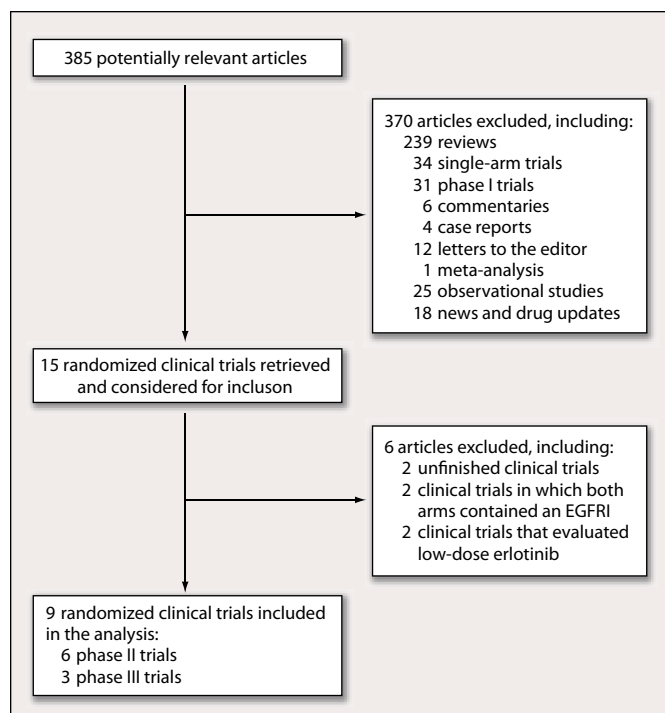 385 potentially relevant articles
370 articles excluded, including:
239 reviews
34 single-arm trials
31 phase I trials
6 commentaries
4 case reports
12 letters to the editor
1 meta-analysis
25 observational studies
18 news and drug updates
15 randomized clinical trials retrieved
and considered for incluson
6 articles excluded, including:
2 unfinished clinical trials
2 clinical trials in which both
arms contained an EGFRI
2 clinical trials that evaluated
low-dose erlotinib
9 randomized clinical trials included
in the analysis:
6 phase II trials
3 phase III trials